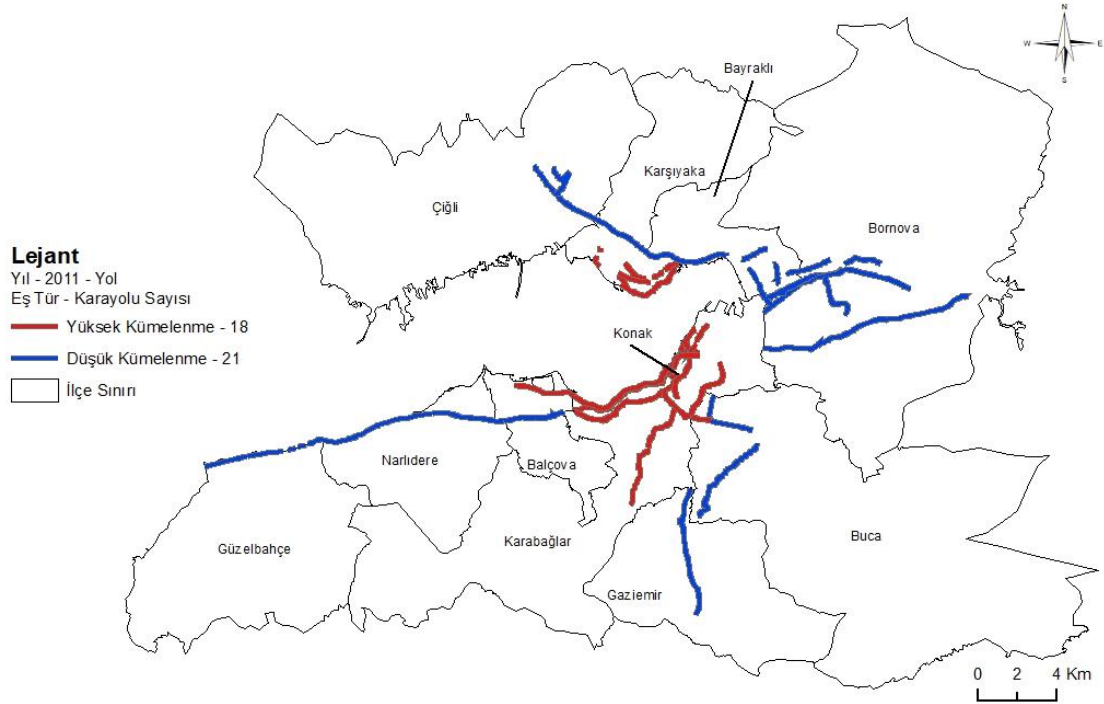 N
W
E
S
Bayraklı
Karşıyaka
Çiğli
Bornova
Lejant
Yıl - 2011 - Yol
Eş Tür - Karayolu Sayısı
Yüksek Kümelenme - 18
Düşük Kümelenme - 21
İlçe Sınırı
Konak
Narlıdere
Balçova
Güzelbahçe
Karabağlar
Buca
Gaziemir
0 2 4 Km